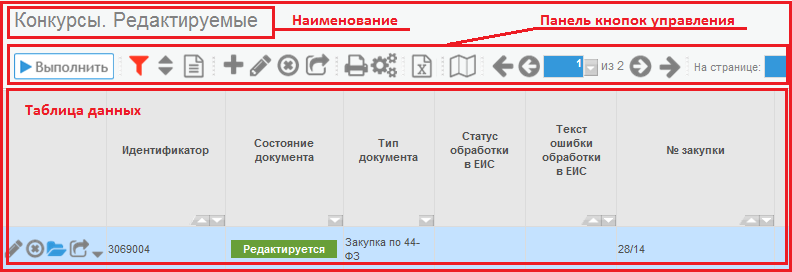 Конкурсы. Редактируемые
Наименование
Панель кнопок управления
Выполнить
1
из 2
На странице:
Таблица данных
Идентификатор
Состояние
документа
Тип
документа
Статус
обработки
в ЕИС
Текст
ошибки
обработки
в ЕИС
№ закупки
3069004
Редактируется
Закупка по 44-
ФЗ
28/14